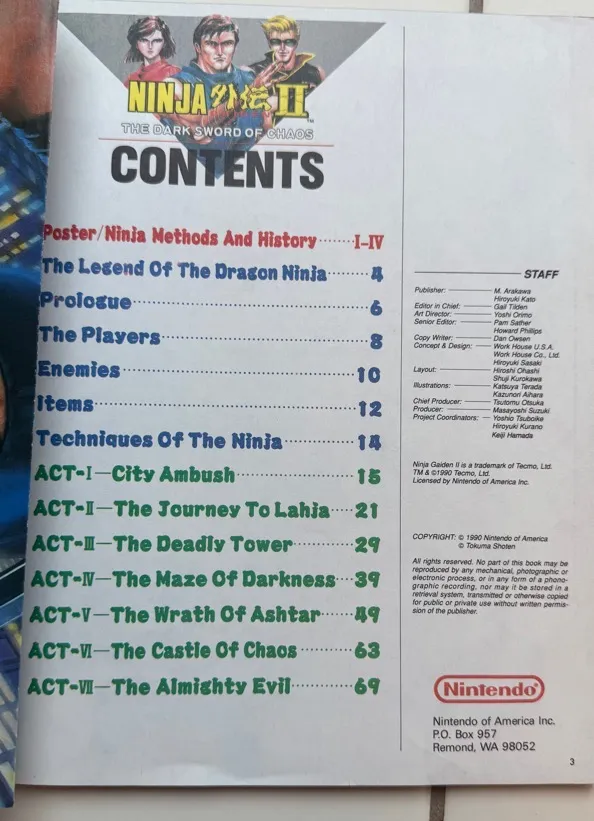 NINJA外伝II™
THE DARK SWORD OF CHAOS
CONTENTS
Poster/Ninja Methods And History········I-IV
The Legend Of The Dragon Ninja······4
Prologue··································6
The Players······························8
Enemies··································10
Items······································12
Techniques Of The Ninja············14
ACT-I—City Ambush··················15
ACT-II—The Journey To Lahja····21
ACT-III—The Deadly Tower·········29
ACT-IV—The Maze Of Darkness···39
ACT-V—The Wrath Of Ashtar······49
ACT-VI—The Castle Of Chaos·········63
ACT-VII—The Almighty Evil··········69
STAFF
Publisher: M. Arakawa
Hiroyuki Kato
Editor in Chief: Gail Tilden
Art Director: Yoshi Orimo
Senior Editor: Pam Sather
Howard Phillips
Copy Writer: Dan Owsen
Concept & Design: Work House U.S.A.
Work House Co., Ltd.
Hiroyuki Sasaki
Layout: Hiroshi Ohashi
Shuji Kurokawa
Illustrations: Katsuya Terada
Kazunori Aihara
Chief Producer: Tsutomu Otsuka
Producer: Masayoshi Suzuki
Project Coordinators: Yoshio Tsuboike
Hiroyuki Kurano
Keiji Hamada
Ninja Gaiden II is a trademark of Tecmo, Ltd.
TM & ©1990 Tecmo, Ltd.
Licensed by Nintendo of America Inc.
COPYRIGHT: © 1990 Nintendo of America
© Tokuma Shoten
All rights reserved. No part of this book may be
reproduced by any mechanical, photographic or
electronic process, or in any form of a phono-
graphic recording, nor may it be stored in a
retrieval system, transmitted or otherwise copied
for public or private use without written permis-
sion of the publisher.
Nintendo®
Nintendo of America Inc.
P.O. Box 957
Remond, WA 98052
3